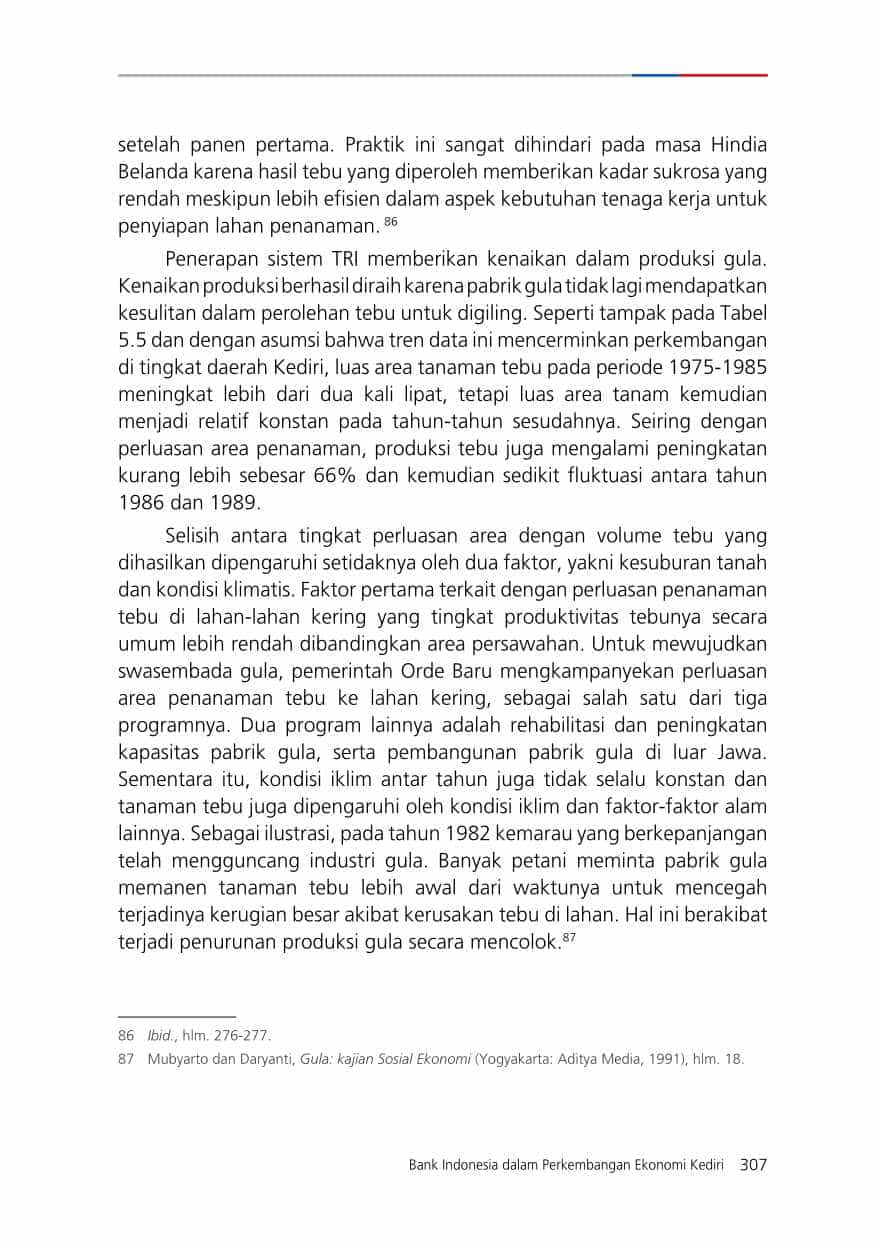 setelah panen pertama. Praktik ini sangat dihindari pada masa Hindia
Belanda karena hasil tebu yang diperoleh memberikan kadar sukrosa yang
rendah meskipun lebih efisien dalam aspek kebutuhan tenaga kerja untuk
penyiapan lahan penanaman. 86
Penerapan sistem TRI memberikan kenaikan dalam produksi gula.
Kenaikan produksi berhasil diraih karena pabrik gula tidak lagi mendapatkan
kesulitan dalam perolehan tebu untuk digiling. Seperti tampak pada Tabel
5.5 dan dengan asumsi bahwa tren data ini mencerminkan perkembangan
di tingkat daerah Kediri, luas area tanaman tebu pada periode 1975-1985
meningkat lebih dari dua kali lipat, tetapi luas area tanam kemudian
menjadi relatif konstan pada tahun-tahun sesudahnya. Seiring dengan
perluasan area penanaman, produksi tebu juga mengalami peningkatan
kurang lebih sebesar 66% dan kemudian sedikit fluktuasi antara tahun
1986 dan 1989.
Selisih antara tingkat perluasan area dengan volume tebu yang
dihasilkan dipengaruhi setidaknya oleh dua faktor, yakni kesuburan tanah
dan kondisi klimatis. Faktor pertama terkait dengan perluasan penanaman
tebu di lahan-lahan kering yang tingkat produktivitas tebunya secara
umum lebih rendah dibandingkan area persawahan. Untuk mewujudkan
swasembada gula, pemerintah Orde Baru mengkampanyekan perluasan
area penanaman tebu ke lahan kering, sebagai salah satu dari tiga
programnya. Dua program lainnya adalah rehabilitasi dan peningkatan
kapasitas pabrik gula, serta pembangunan pabrik gula di luar Jawa.
Sementara itu, kondisi iklim antar tahun juga tidak selalu konstan dan
tanaman tebu juga dipengaruhi oleh kondisi iklim dan faktor-faktor alam
lainnya. Sebagai ilustrasi, pada tahun 1982 kemarau yang berkepanjangan
telah mengguncang industri gula. Banyak petani meminta pabrik gula
memanen tanaman tebu lebih awal dari waktunya untuk mencegah
terjadinya kerugian besar akibat kerusakan tebu di lahan. Hal ini berakibat
terjadi penurunan produksi gula secara mencolok.87
86 Ibid., hlm. 276-277.
87 Mubyarto dan Daryanti, Gula: kajian Sosial Ekonomi (Yogyakarta: Aditya Media, 1991), hlm. 18.
Bank Indonesia dalam Perkembangan Ekonomi Kediri 307